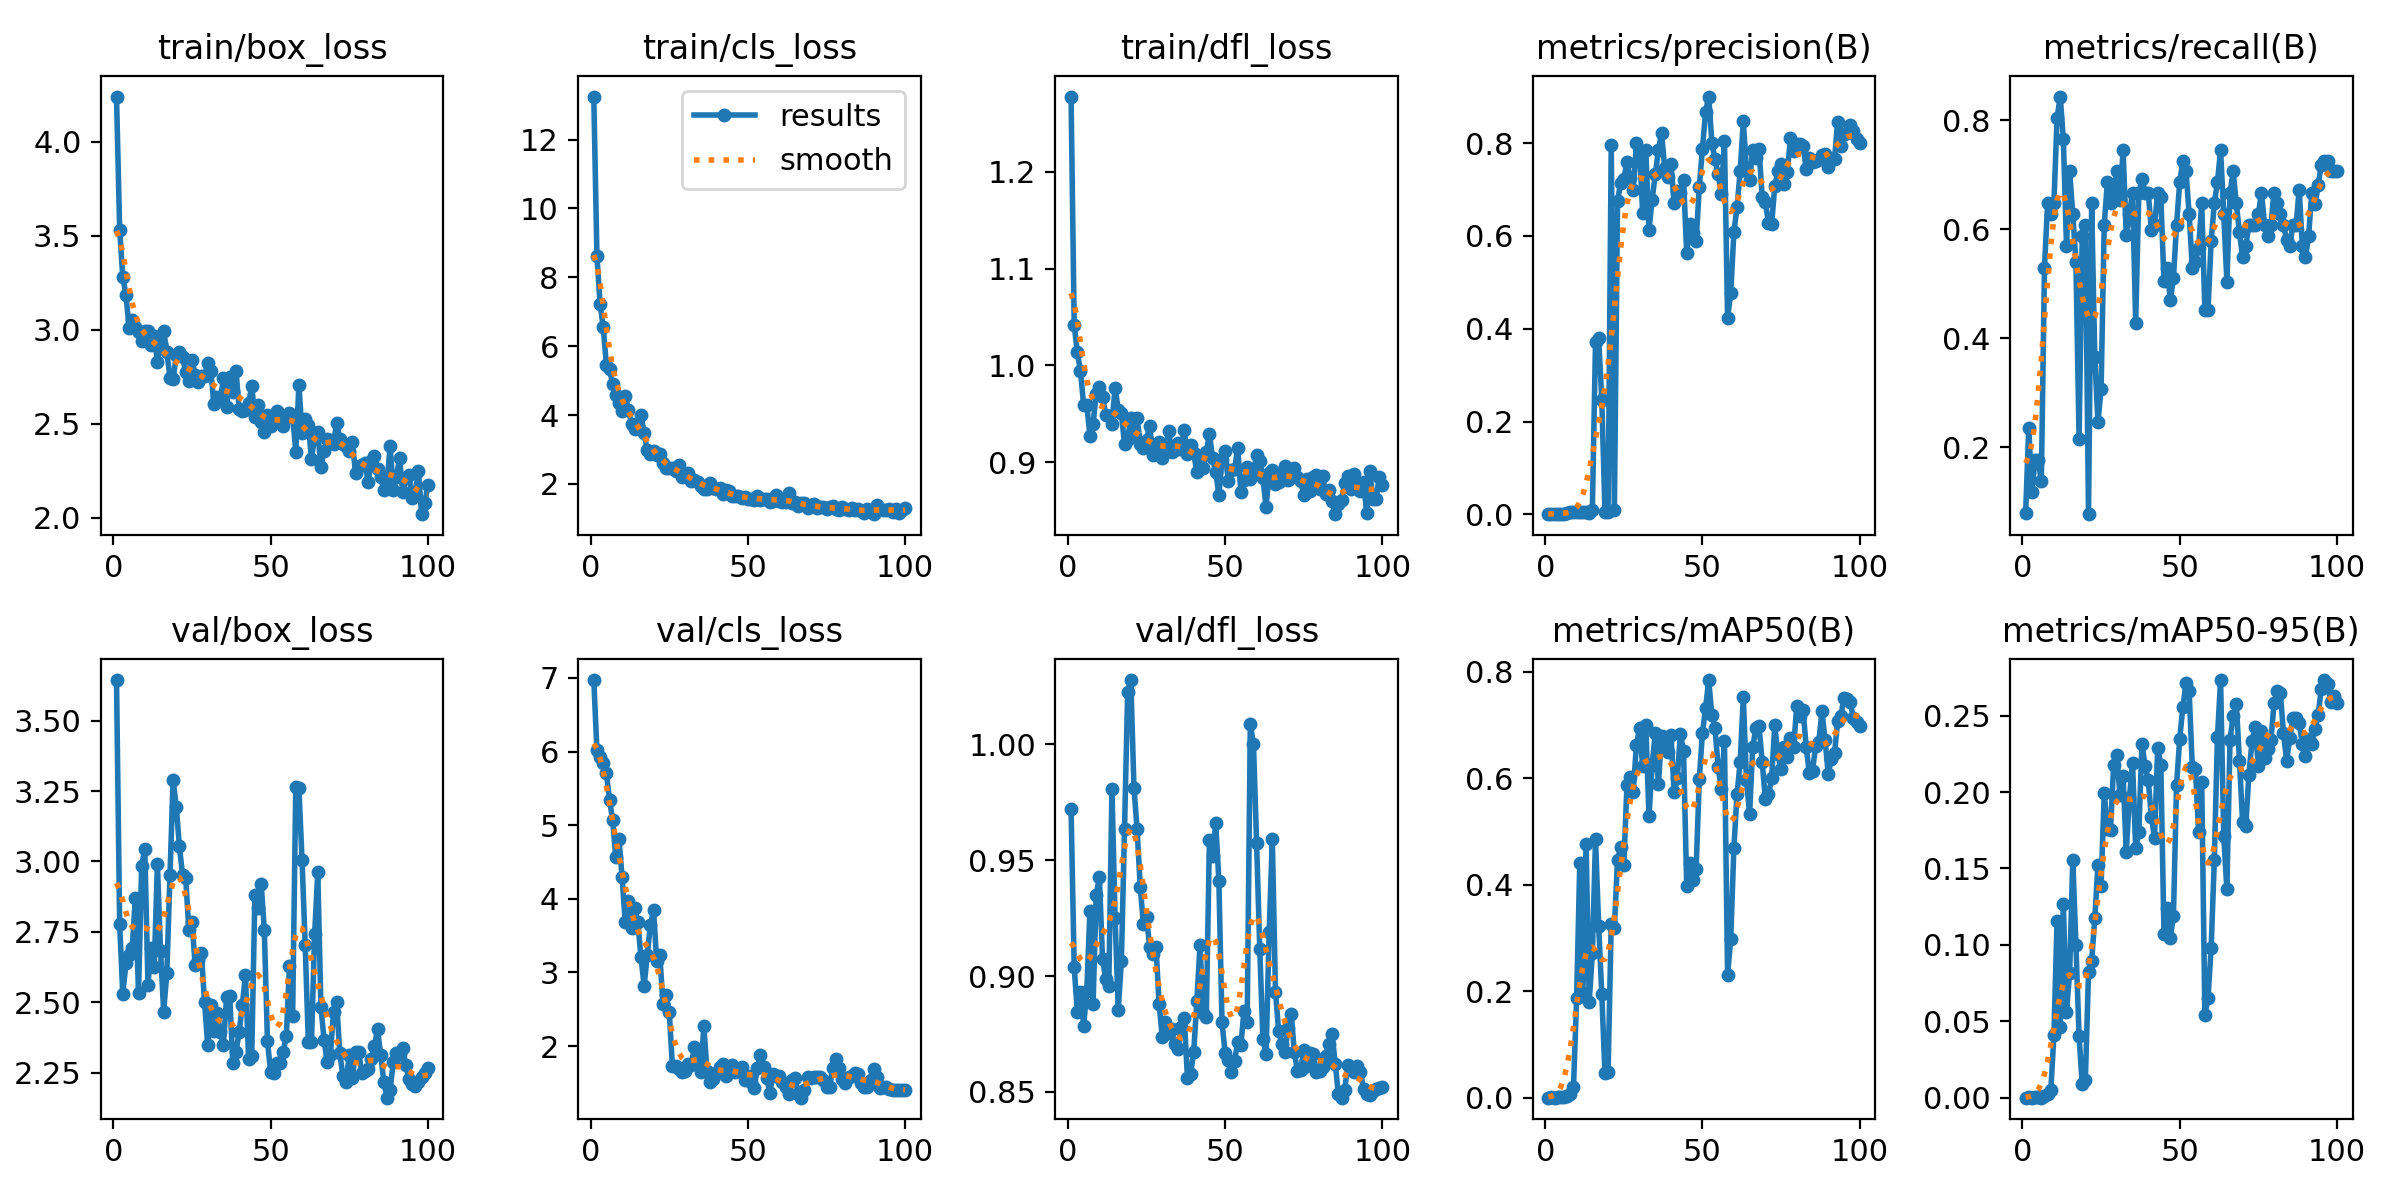 train/box_loss
4.0
3.5
3.0
2.5
2.0
0 50 100
train/cls_loss
results
smooth
12
10
8
6
4
2
0 50 100
train/dfl_loss
1.2
1.1
1.0
0.9
0 50 100
metrics/precision(B)
0.8
0.6
0.4
0.2
0.0
0 50 100
metrics/recall(B)
0.8
0.6
0.4
0.2
0 50 100
val/box_loss
3.50
3.25
3.00
2.75
2.50
2.25
0 50 100
val/cls_loss
7
6
5
4
3
2
0 50 100
val/dfl_loss
1.00
0.95
0.90
0.85
0 50 100
metrics/mAP50(B)
0.8
0.6
0.4
0.2
0.0
0 50 100
metrics/mAP50-95(B)
0.25
0.20
0.15
0.10
0.05
0.00
0 50 100